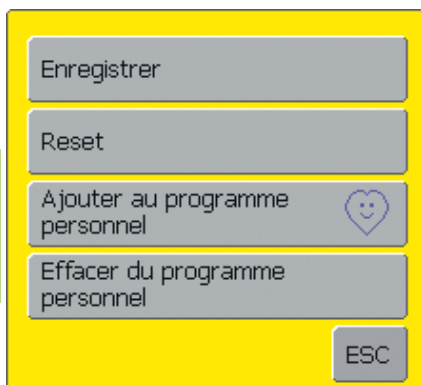 Enregistrer
Reset
Ajouter au programme
personnel
Effacer du programme
personnel
ESC